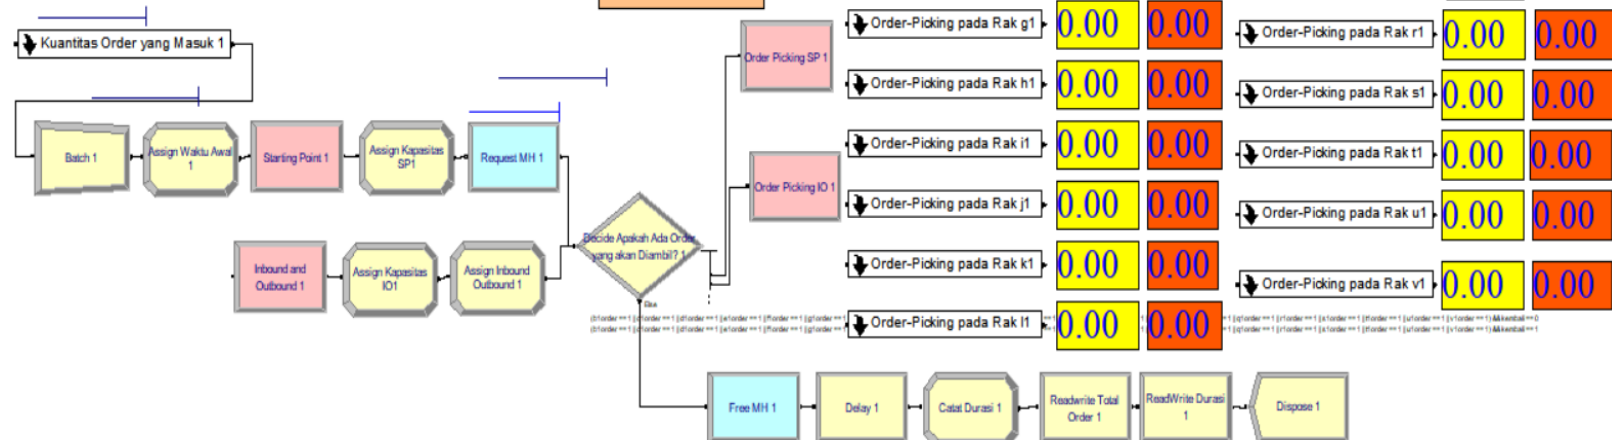 Kuantitas Order yang Masuk 1
Batch 1
Assign Waktu Awal
1
Starting Point 1
Assign Kapasitas
SP1
Request MH 1
Inbound and
Outbound 1
Assign Kapasitas
IO1
Assign Inbound
Outbound 1
Decide Apakah Ada Order
yang akan Diambil? 1
Else
Order Picking SP 1
Order Picking IO 1
Order-Picking pada Rak g1
0.00 0.00
Order-Picking pada Rak h1
0.00 0.00
Order-Picking pada Rak i1
0.00 0.00
Order-Picking pada Rak j1
0.00 0.00
Order-Picking pada Rak k1
0.00 0.00
Order-Picking pada Rak l1
0.00 0.00
Order-Picking pada Rak r1
0.00 0.00
Order-Picking pada Rak s1
0.00 0.00
Order-Picking pada Rak t1
0.00 0.00
Order-Picking pada Rak u1
0.00 0.00
Order-Picking pada Rak v1
0.00 0.00
Free MH 1
Delay 1
Catat Durasi 1
Readwrite Total
Order 1
ReadWrite Durasi
1
Dispose 1